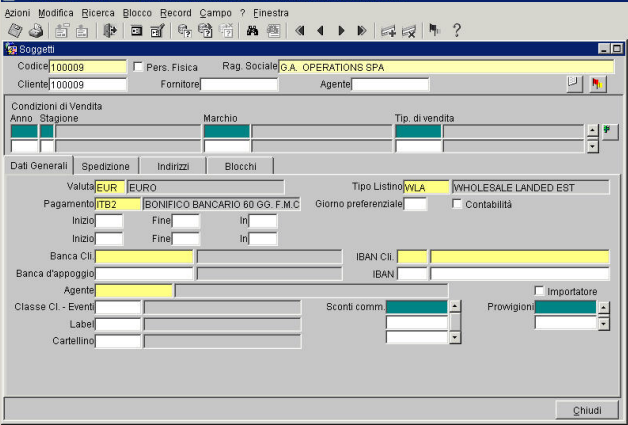 Azioni Modifica Ricerca Blocco Record Campo ? Finestra
Soggetti
Codice 100009 Pers. Fisica Rag. Sociale G.A. OPERATIONS SPA
Cliente 100009 Fornitore Agente
Condizioni di Vendita
Anno Stagione Marchio Tip. di vendita
Dati Generali Spedizione Indirizzi Blocchi
Valuta EUR EURO Tipo Listino WLA WHOLESALE LANDED EST
Pagamento ITB2 BONIFICO BANCARIO 60 GG. F.M.C Giorno preferenziale Contabilità
Inizio Fine In
Inizio Fine In
Banca Cli. IBAN Cli.
Banca d'appoggio IBAN
Agente Importatore
Classe Cl. - Eventi Sconti comm. Provvigioni
Label
Cartellino
Chiudi